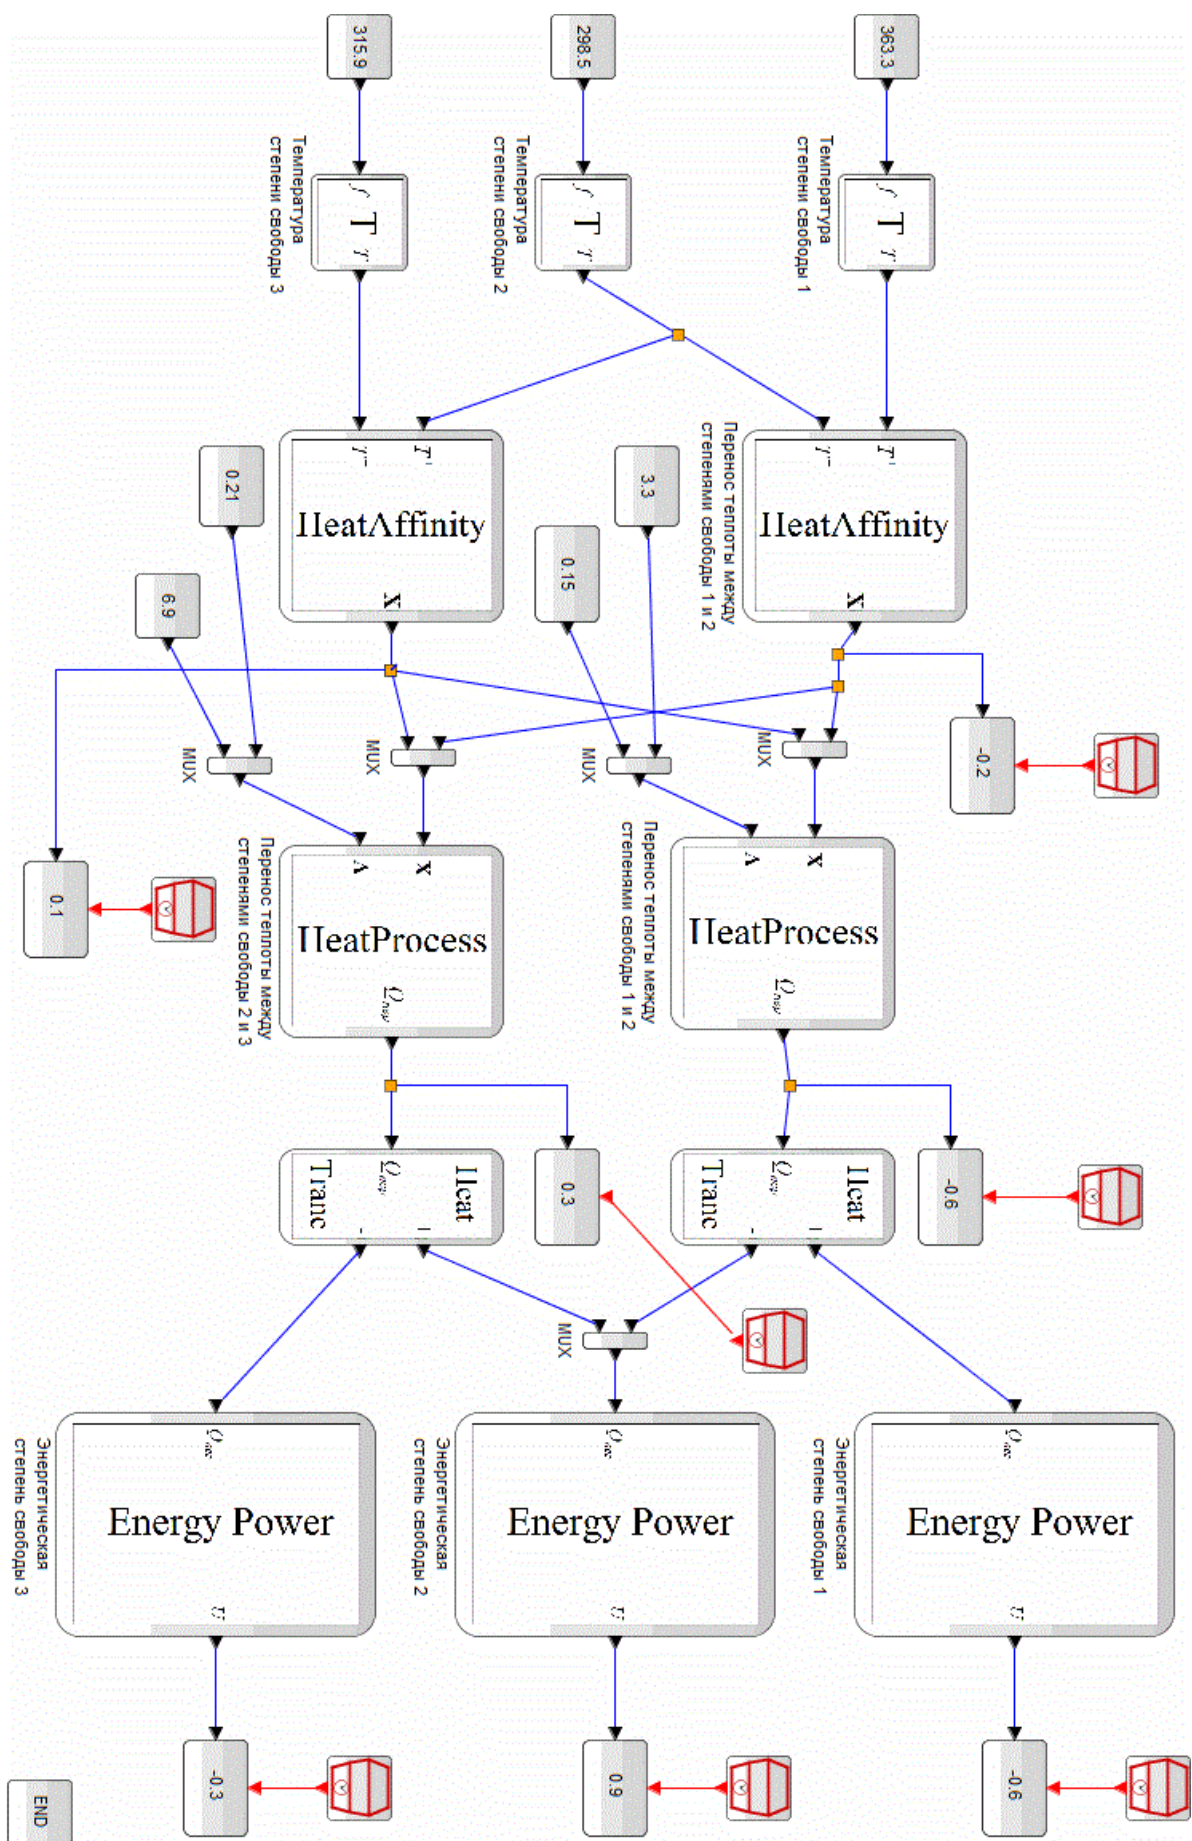 363.3
298.5
315.9
f T T
f T T
f T T
Температура
степени свободы 1
Температура
степени свободы 2
Температура
степени свободы 3
T+
T-
HeatAffinity
X
Перенос теплоты между
степенями свободы 1 и 2
T+
T-
HeatAffinity
X
3.3
0.15
0.21
6.9
-0.2
MUX
MUX
MUX
MUX
0.1
X
A
HeatProcess
Перенос теплоты между
степенями свободы 1 и 2
X
A
HeatProcess
Перенос теплоты между
степенями свободы 2 и 3
-0.6
Heat
Tranc
+
-
0.3
Heat
Tranc
+
-
MUX
Energy Power
U
Энергетическая
степень свободы 1
Energy Power
U
Энергетическая
степень свободы 2
Energy Power
U
Энергетическая
степень свободы 3
-0.6
0.9
-0.3
END